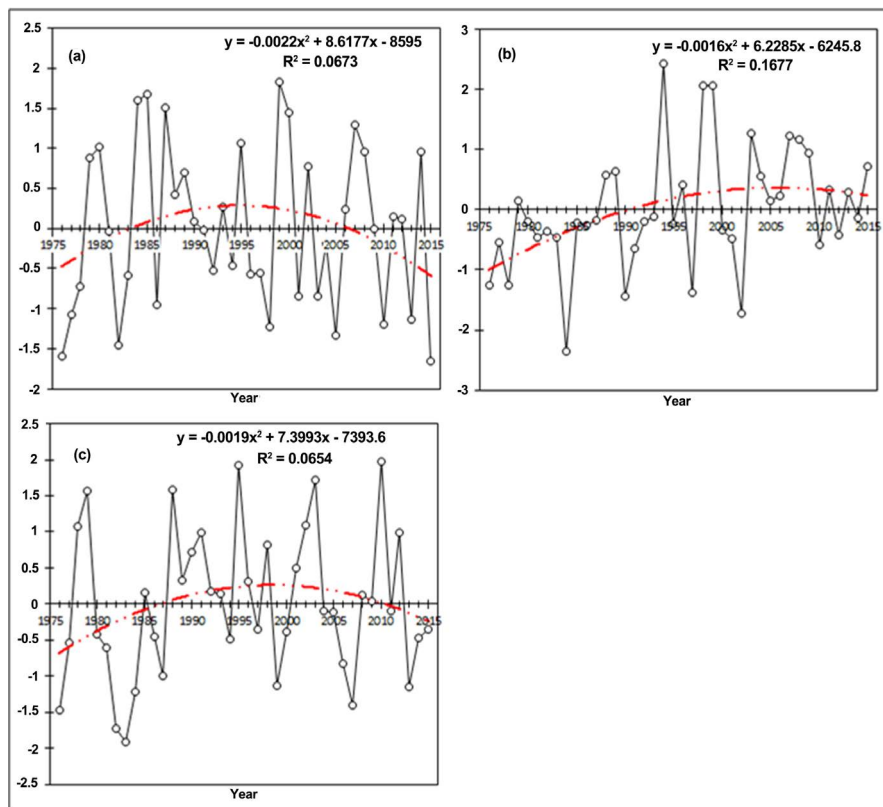 2.5
(a)
y = -0.0022x² + 8.6177x - 8595
R² = 0.0673
2
1.5
1
0.5
0
1975 1980 1985 1990 1995 2000 2005 2010 2015
-0.5
-1
-1.5
-2
Year
3
(b)
y = -0.0016x² + 6.2285x - 6245.8
R² = 0.1677
2
1
0
1975 1980 1985 1990 1995 2000 2005 2010 2015
-1
-2
-3
Year
2.5
y = -0.0019x² + 7.3993x - 7393.6
(c)
R² = 0.0654
2
1.5
1
0.5
0
1975 1980 1985 1990 1995 2000 2005 2010 2015
-0.5
-1
-1.5
-2
-2.5
Year